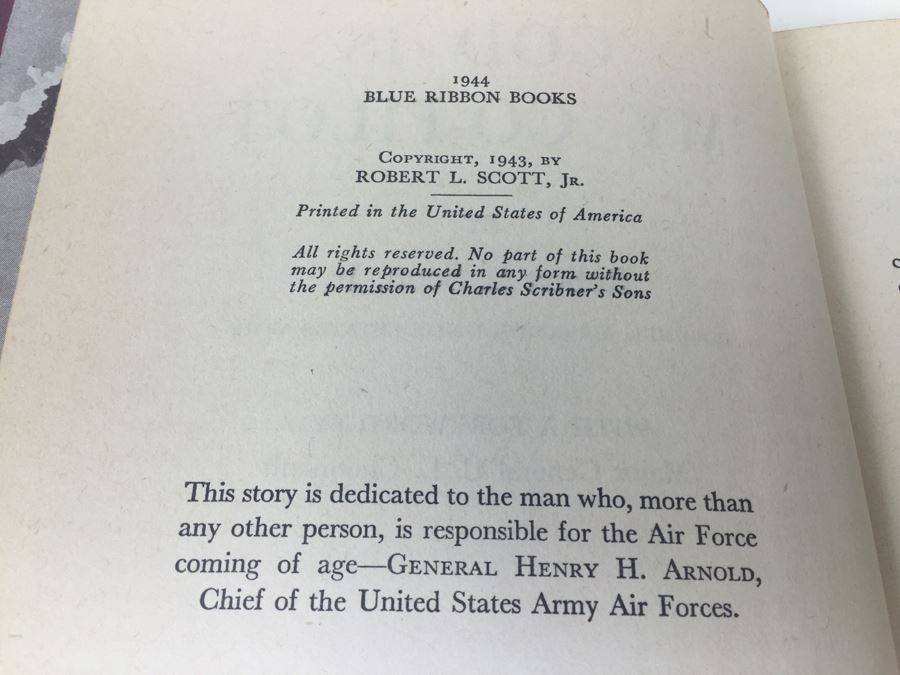 1944
BLUE RIBBON BOOKS
COPYRIGHT, 1943, BY
ROBERT L. SCOTT, JR.
Printed in the United States of America
All rights reserved. No part of this book
may be reproduced in any form without
the permission of Charles Scribner's Sons
This story is dedicated to the man who, more than
any other person, is responsible for the Air Force
coming of age—GENERAL HENRY H. ARNOLD,
Chief of the United States Army Air Forces.